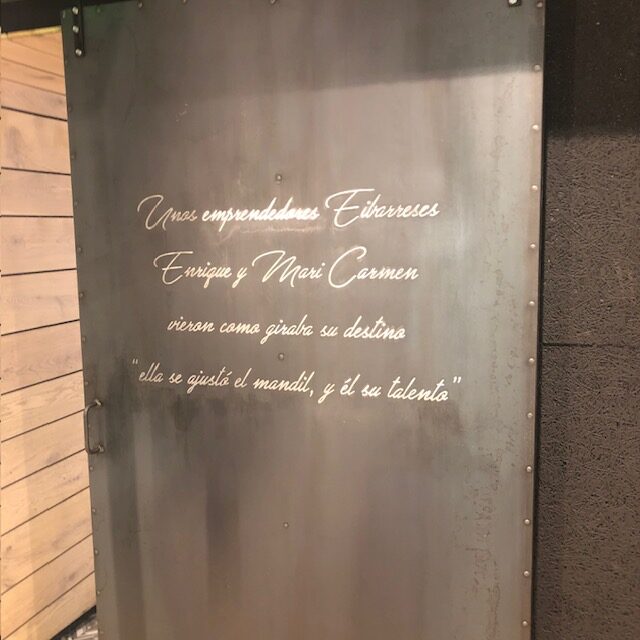 Unos emprendedores Eibarreses
Enrique y Mari Carmen
vieron como giraba su destino
"ella se ajustó el mandil, y él su talento"